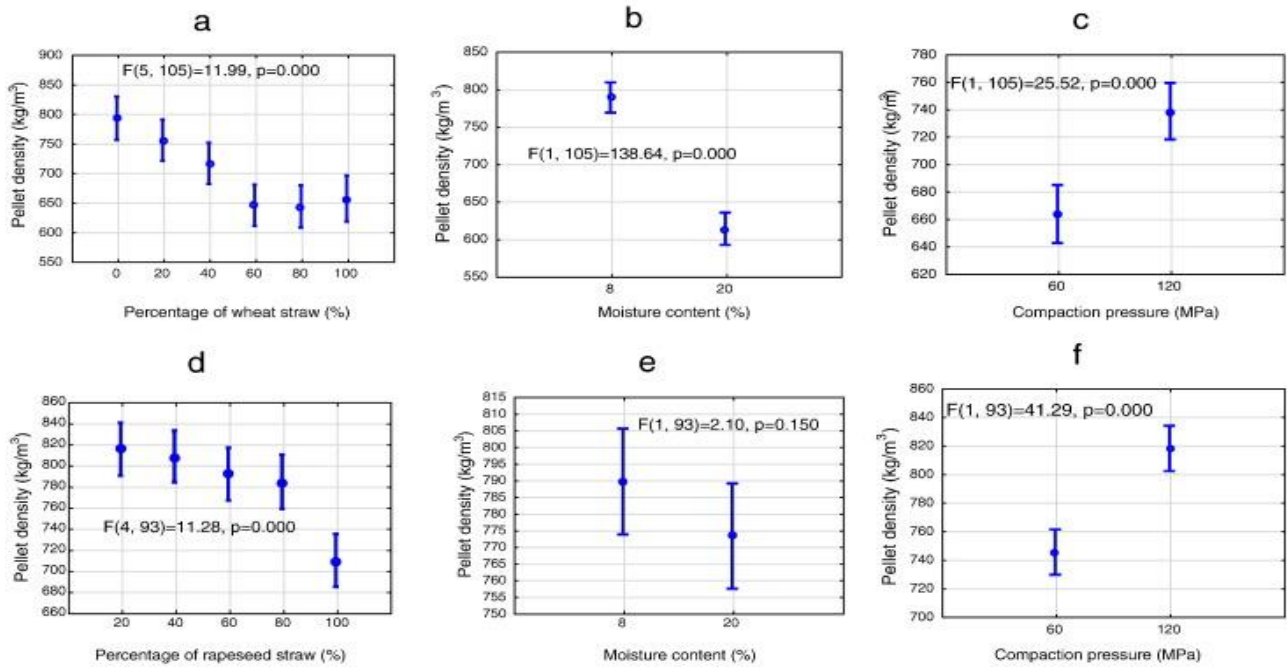 a
F(5, 105)=11.99, p=0.000
Pellet density (kg/m³)
900
850
800
750
700
650
600
550
0 20 40 60 80 100
Percentage of wheat straw (%)
b
F(1, 105)=138.64, p=0.000
Pellet density (kg/m³)
850
800
750
700
650
600
550
8 20
Moisture content (%)
c
F(1, 105)=25.52, p=0.000
Pellet density (kg/m³)
780
760
740
720
700
680
660
640
620
60 120
Compaction pressure (MPa)
d
F(4, 93)=11.28, p=0.000
Pellet density (kg/m³)
860
840
820
800
780
760
740
720
700
680
660
20 40 60 80 100
Percentage of rapeseed straw (%)
e
F(1, 93)=2.10, p=0.150
Pellet density (kg/m³)
815
810
805
800
795
790
785
780
775
770
765
760
755
750
8 20
Moisture content (%)
f
F(1, 93)=41.29, p=0.000
Pellet density (kg/m³)
860
840
820
800
780
760
740
720
700
60 120
Compaction pressure (MPa)